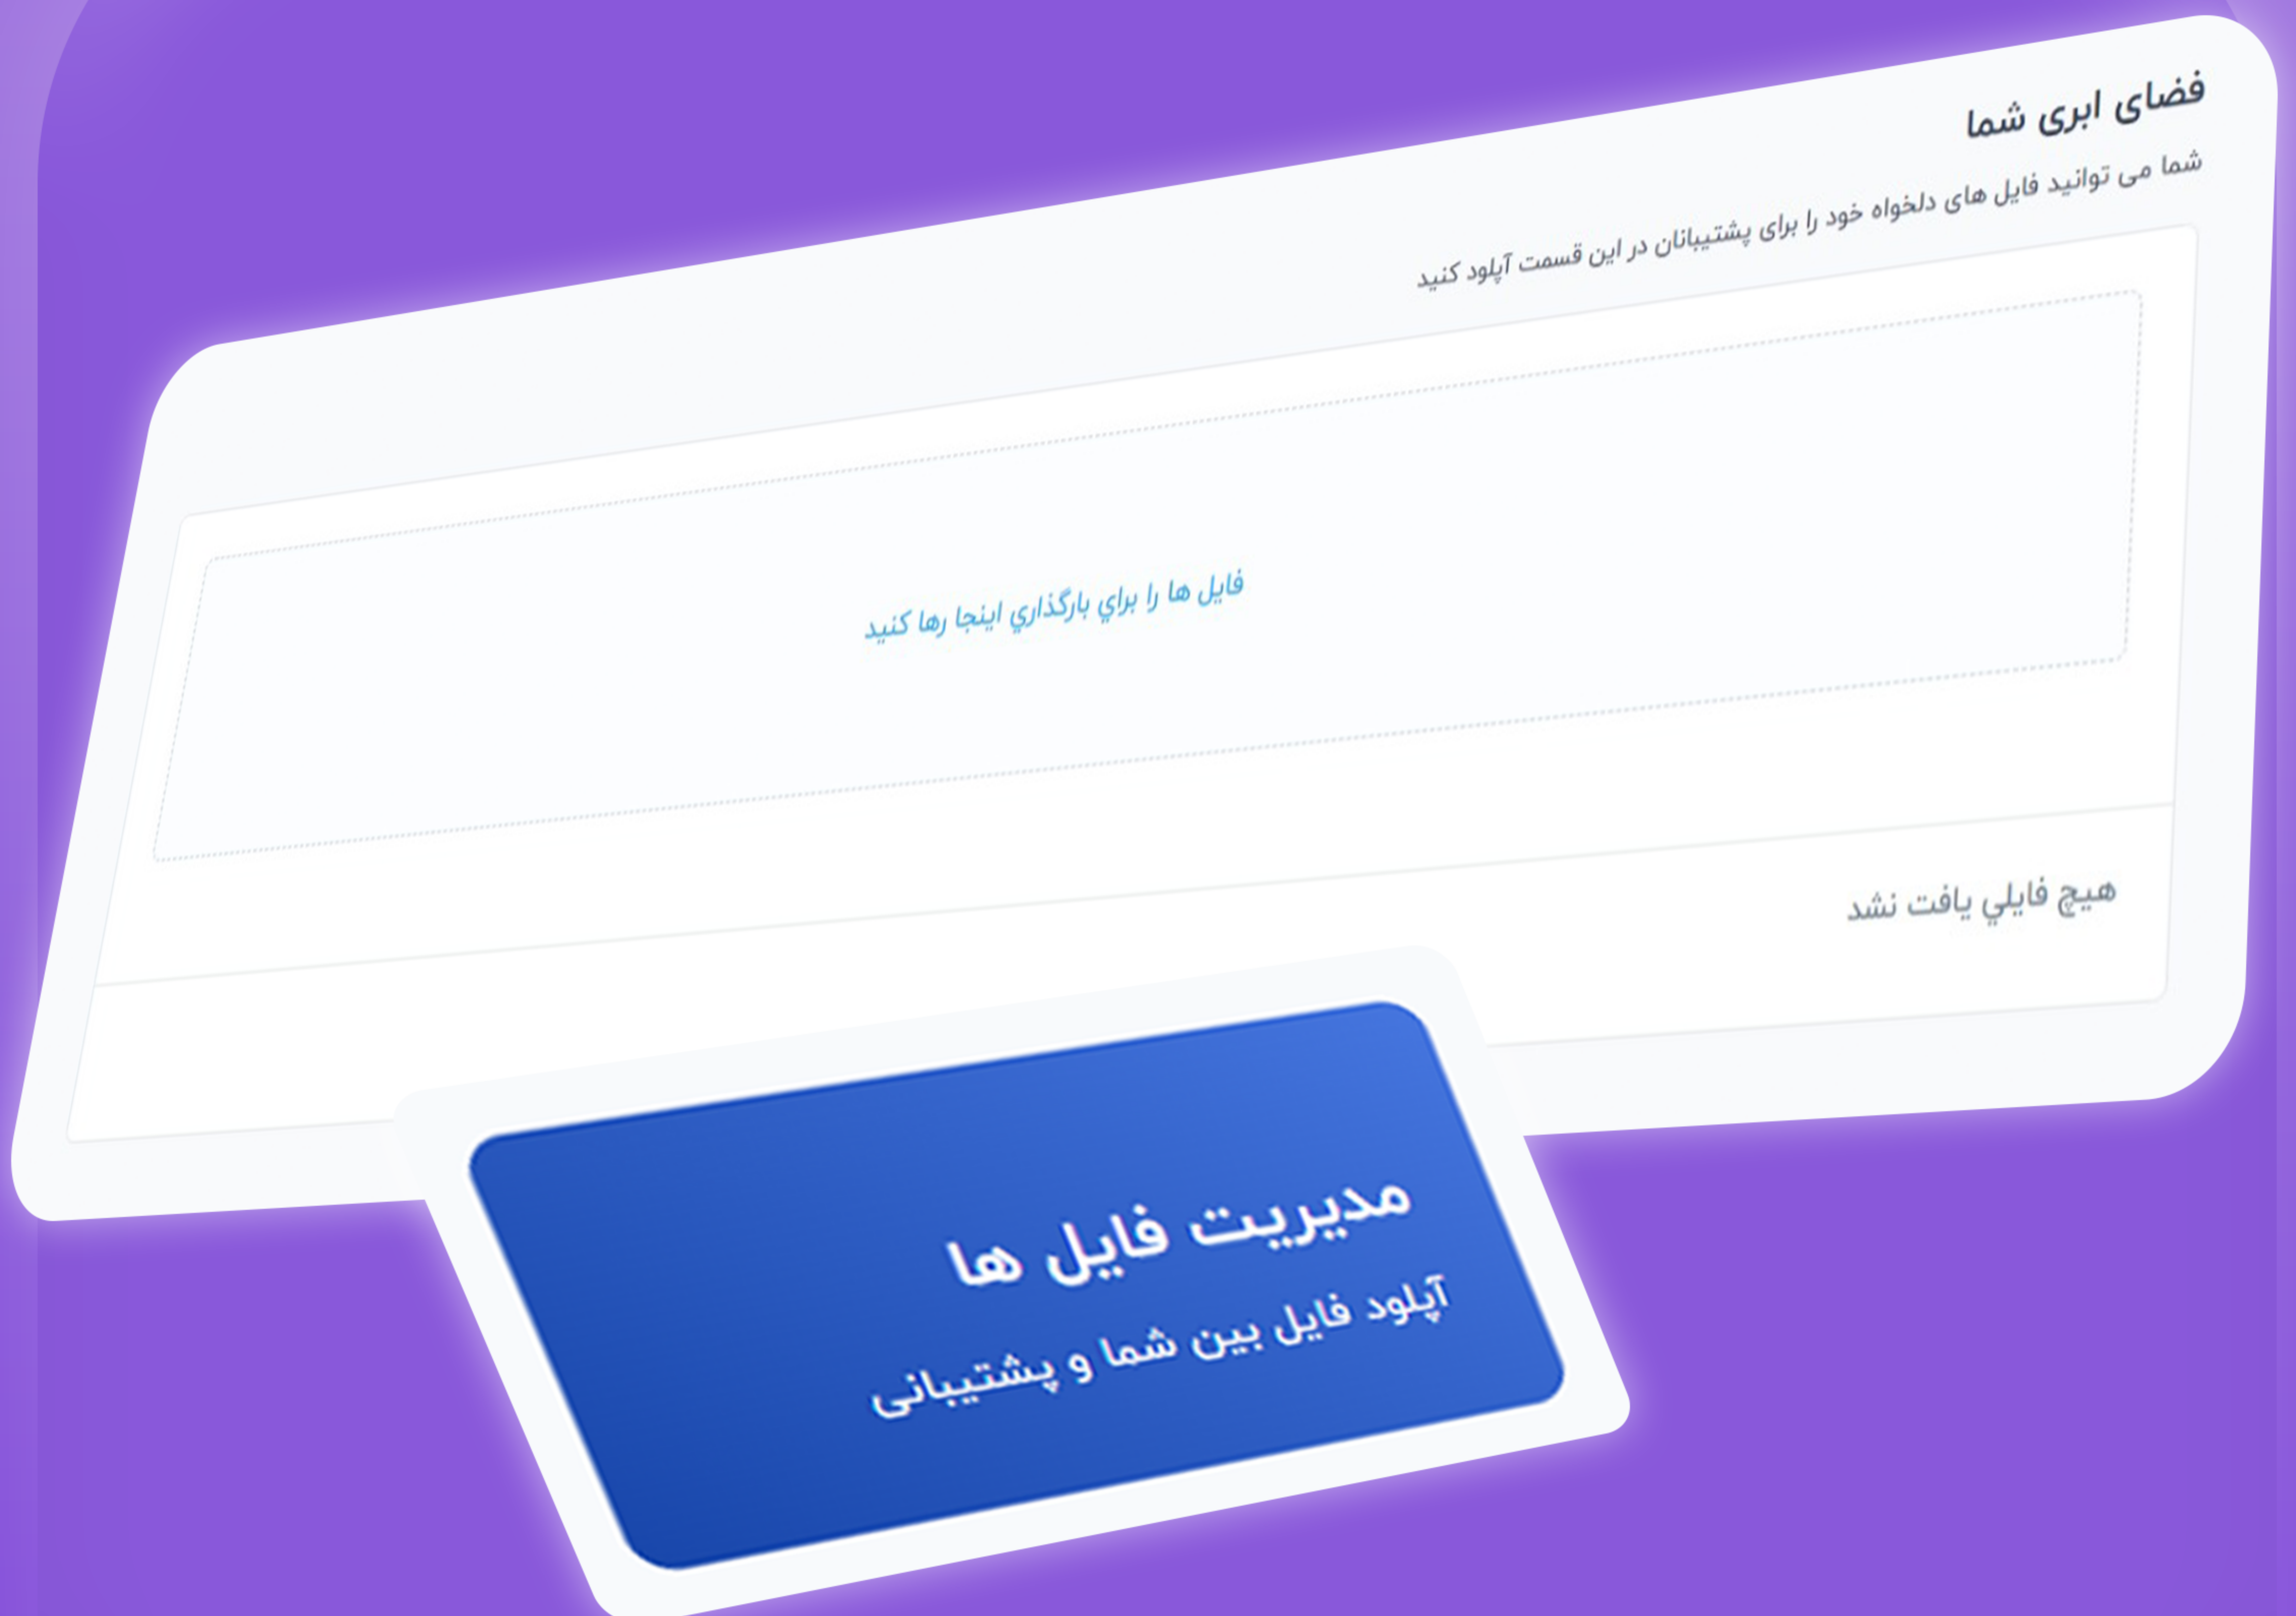 فضای ابری شما
شما می توانید فایل های دلخواه خود را برای پشتیبانان در این قسمت آپلود کنید
فایل ها را براي بارگذاري اینجا رها کنید
هیچ فایلي یافت نشد
مدیریت فایل ها
آپلود فایل بین شما و پشتیبانی